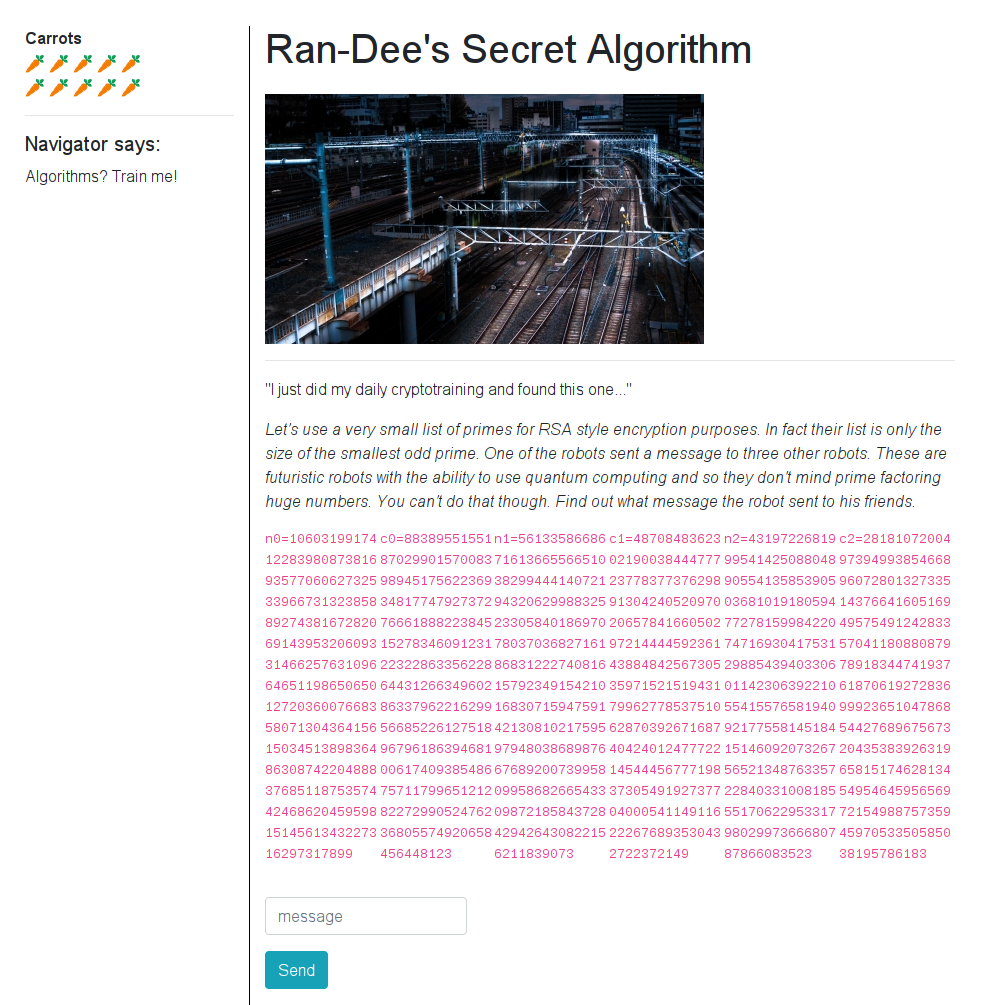 Carrots
Navigator says:
Algorithms? Train me!
Ran-Dee's Secret Algorithm
"I just did my daily cryptotraining and found this one..."
Let's use a very small list of primes for RSA style encryption purposes. In fact their list is only the
size of the smallest odd prime. One of the robots sent a message to three other robots. These are
futuristic robots with the ability to use quantum computing and so they don't mind prime factoring
huge numbers. You can't do that though. Find out what message the robot sent to his friends.
n0=10603199174 c0=88389551551 n1=56133586686 c1=48708483623 n2=43197226819 c2=28181072004
12283980873816 87029901570083 71613665566510 02190038444777 99541425088048 97394993854668
93577060627325 98945175622369 38299444140721 23778377376298 90554135853905 96072801327335
33966731323858 34817747927372 94320629988325 91304240520970 03681019180594 14376641605169
89274381672820 76661888223845 23305840186970 20657841660502 77278159984220 49575491242833
69143953206093 15278346091231 78037036827161 97214444592361 74716930417531 57041180880879
31466257631096 22322863356228 86831222740816 43884842567305 29885439403306 78918344741937
64651198650650 64431266349602 15792349154210 35971521519431 01142306392210 61870619272836
12720360076683 86337962216299 16830715947591 79962778537510 55415576581940 99923651047868
58071304364156 56685226127518 42130810217595 62870392671687 92177558145184 54427689675673
15034513898364 96796186394681 97948038689876 40424012477722 15146092073267 20435383926319
86308742204888 00617409385486 67689200739958 14544456777198 56521348763357 65815174628134
37685118753574 75711799651212 09958682665433 37305491927377 22840331008185 54954645956569
42468620459598 82272990524762 09872185843728 04000541149116 55170622953317 72154988757359
15145613432273 36805574920658 42942643082215 22267689353043 98029973666807 45970533505850
16297317899 456448123 6211839073 2722372149 87866083523 38195786183
message
Send